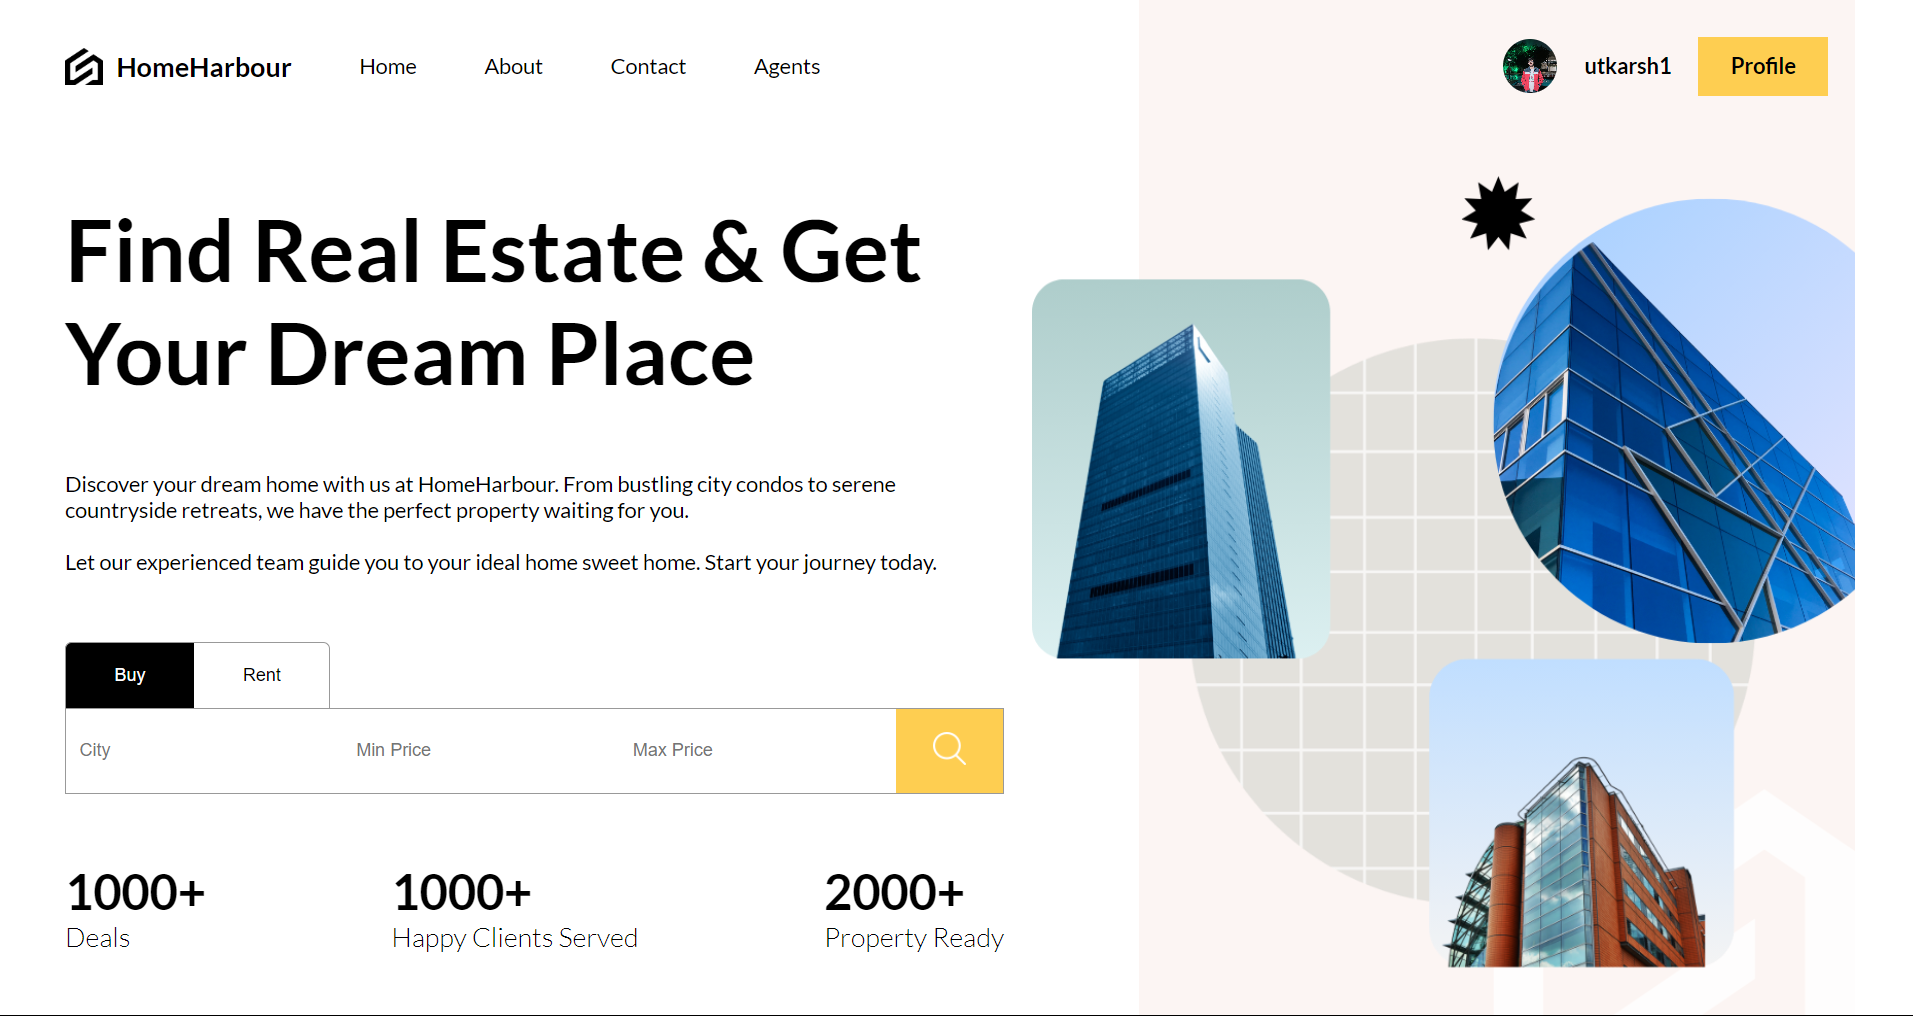 HomeHarbour
Home
About
Contact
Agents
utkarsh1
Profile
Find Real Estate & Get
Your Dream Place
Discover your dream home with us at HomeHarbour. From bustling city condos to serene
countryside retreats, we have the perfect property waiting for you.
Let our experienced team guide you to your ideal home sweet home. Start your journey today.
Buy
Rent
City
Min Price
Max Price
1000+
Deals
1000+
Happy Clients Served
2000+
Property Ready